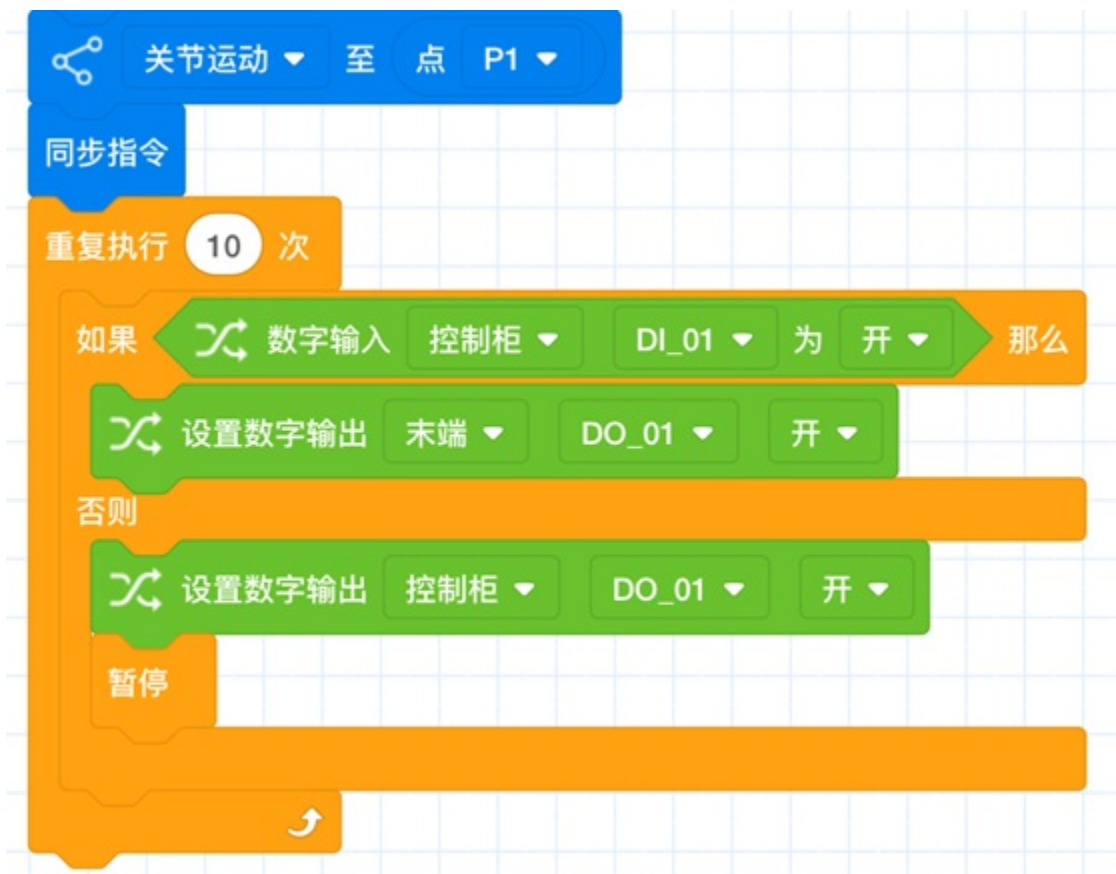 关节运动 至 点 P1
同步指令
重复执行 10 次
如果 数字输入 控制柜 DI_01 为 开 那么
设置数字输出 末端 DO_01 开
否则
设置数字输出 控制柜 DO_01 开
暂停